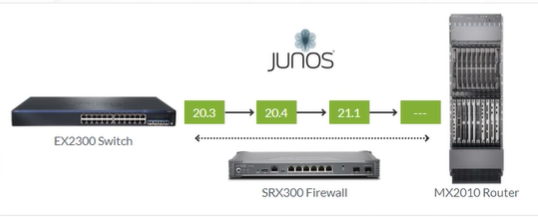 JUNOS
20.3
20.4
21.1
---
EX2300 Switch
SRX300 Firewall
MX2010 Router